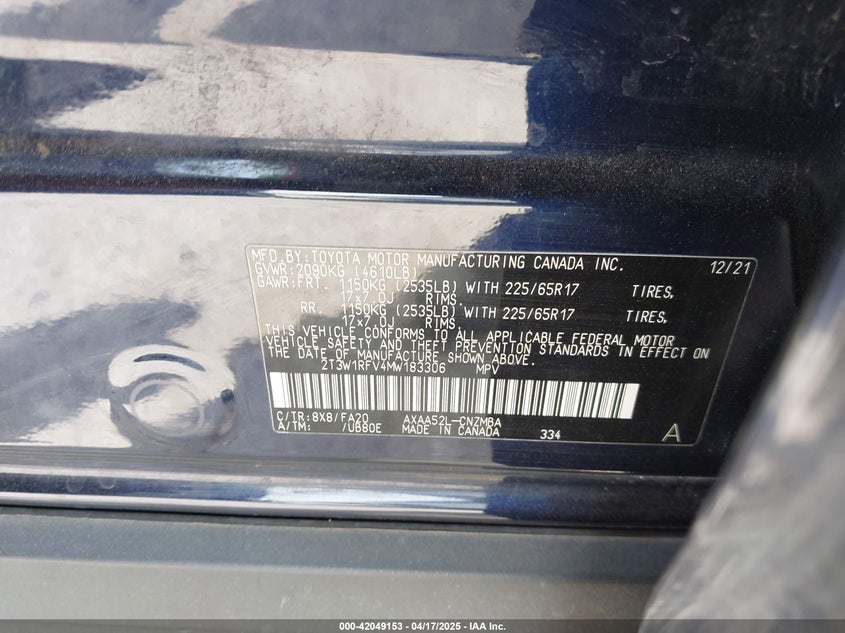 MFD.BY:TOYOTA MOTOR MANUFACTURING CANADA INC. 12/21
GVWR:2090KG (4610LB)
GAWR:FRT. 1150KG (2535LB) WITH 225/65R17 TIRES,
17x7.0J RIMS.
RR. 1150KG (2535LB) WITH 225/65R17 TIRES,
17x7.0J RIMS.
THIS VEHICLE CONFORMS TO ALL APPLICABLE FEDERAL MOTOR
VEHICLE SAFETY AND THEFT PREVENTION STANDARDS IN EFFECT ON
THE DATE OF MANUFACTURE SHOWN ABOVE.
2T3W1RFV4MW183306 MPV
C/TR:8X8/FA20 AXAA52L-CNZMBA
A/TM: /UB80E MADE IN CANADA 334 A
000-42049153 - 04/17/2025 - IAA Inc.